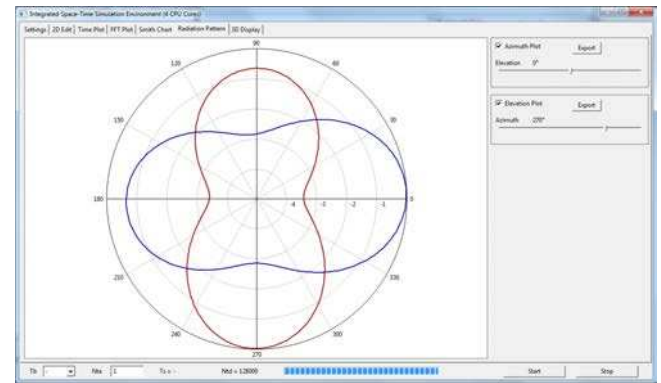 Integrated Space-Time Simulation Environment (4 CPU Cores)
Settings 2D Edit Time Plot FFT Plot Smith Chart Radiation Pattern 3D Display
90
120 60
150 30
180 -4 -3 -2 -1 0
210 330
240 300
270
Azimuth Plot Export
Elevation 0°
Elevation Plot Export
Azimuth 270°
- 1 Ntd = 128000 Start Stop